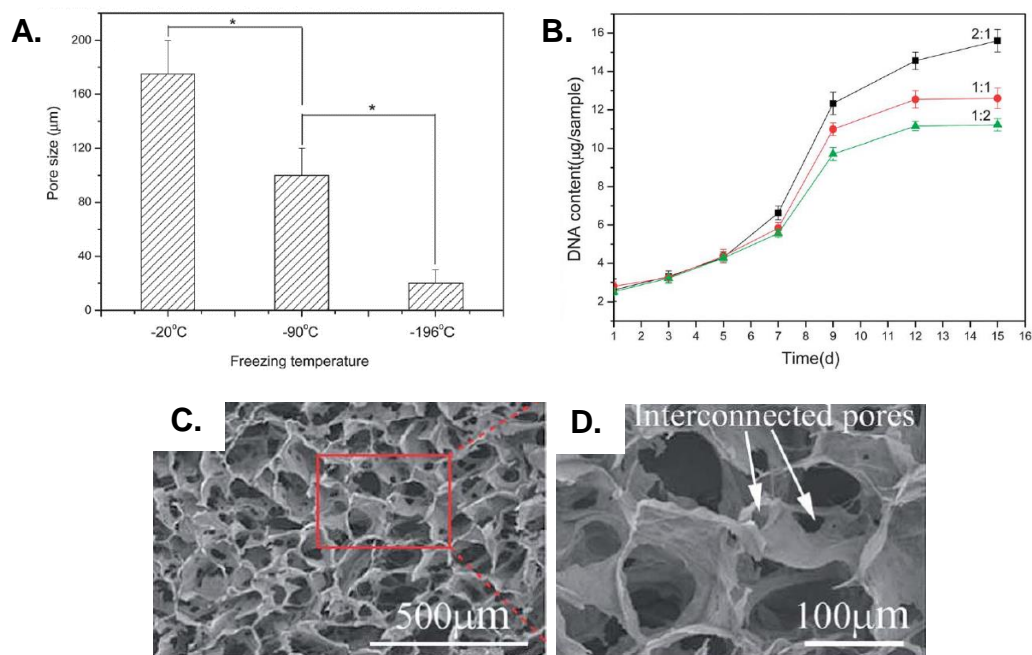 A.
200
160
120
80
40
0
Pore size (μm)
*
*
-20°C
-90°C
-196°C
Freezing temperature
B.
16
14
12
10
8
6
4
2
DNA content(μg/sample)
2:1
1:1
1:2
1 2 3 4 5 6 7 8 9 10 11 12 13 14 15 16
Time(d)
C.
500μm
D.
Interconnected pores
100μm